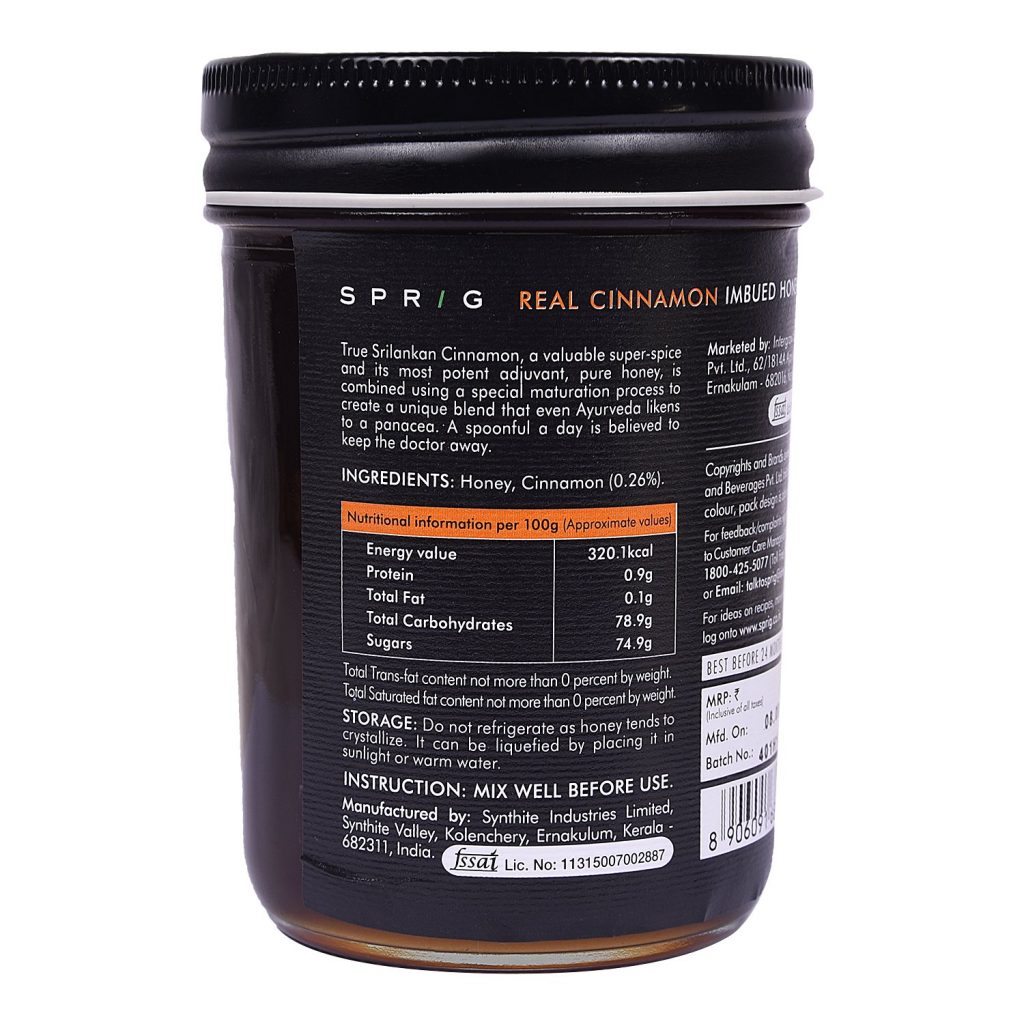 SPRIG REAL CINNAMON IMBUED
True Srilankan Cinnamon, a valuable super-spice
and its most potent adjuvant, pure honey, is
combined using a special maturation process to
create a unique blend that even Ayurveda likens
to a panacea. A spoonful a day is believed to
keep the doctor away.
INGREDIENTS: Honey, Cinnamon (0.26%).
Nutritional information per 100g (Approximate values)
Energy value 320.1kcal
Protein 0.9g
Total Fat 0.1g
Total Carbohydrates 78.9g
Sugars 74.9g
Total Trans-fat content not more than 0 percent by weight.
Total Saturated fat content not more than 0 percent by weight.
STORAGE: Do not refrigerate as honey tends to
crystallize. It can be liquefied by placing it in
sunlight or warm water.
INSTRUCTION: MIX WELL BEFORE USE.
Manufactured by: Synthite Industries Limited,
Synthite Valley, Kolenchery, Ernakulum, Kerala -
682311, India.
fssai Lic. No: 11315007002887
Marketed by:
Pvt. Ltd., 62/18144
Ernakulam - 682016,
fssai
Copyrights and
and Beverages Pvt. Ltd.
colour, pack design
For feedback/complaints
to Customer Care
1800-425-5077 (Toll
or Email:
For ideas on recipes,
log onto
BEST BEFORE 24
MRP: ₹
(Inclusive of all taxes)
Mfd. On: 08
Batch No.:
8 906091